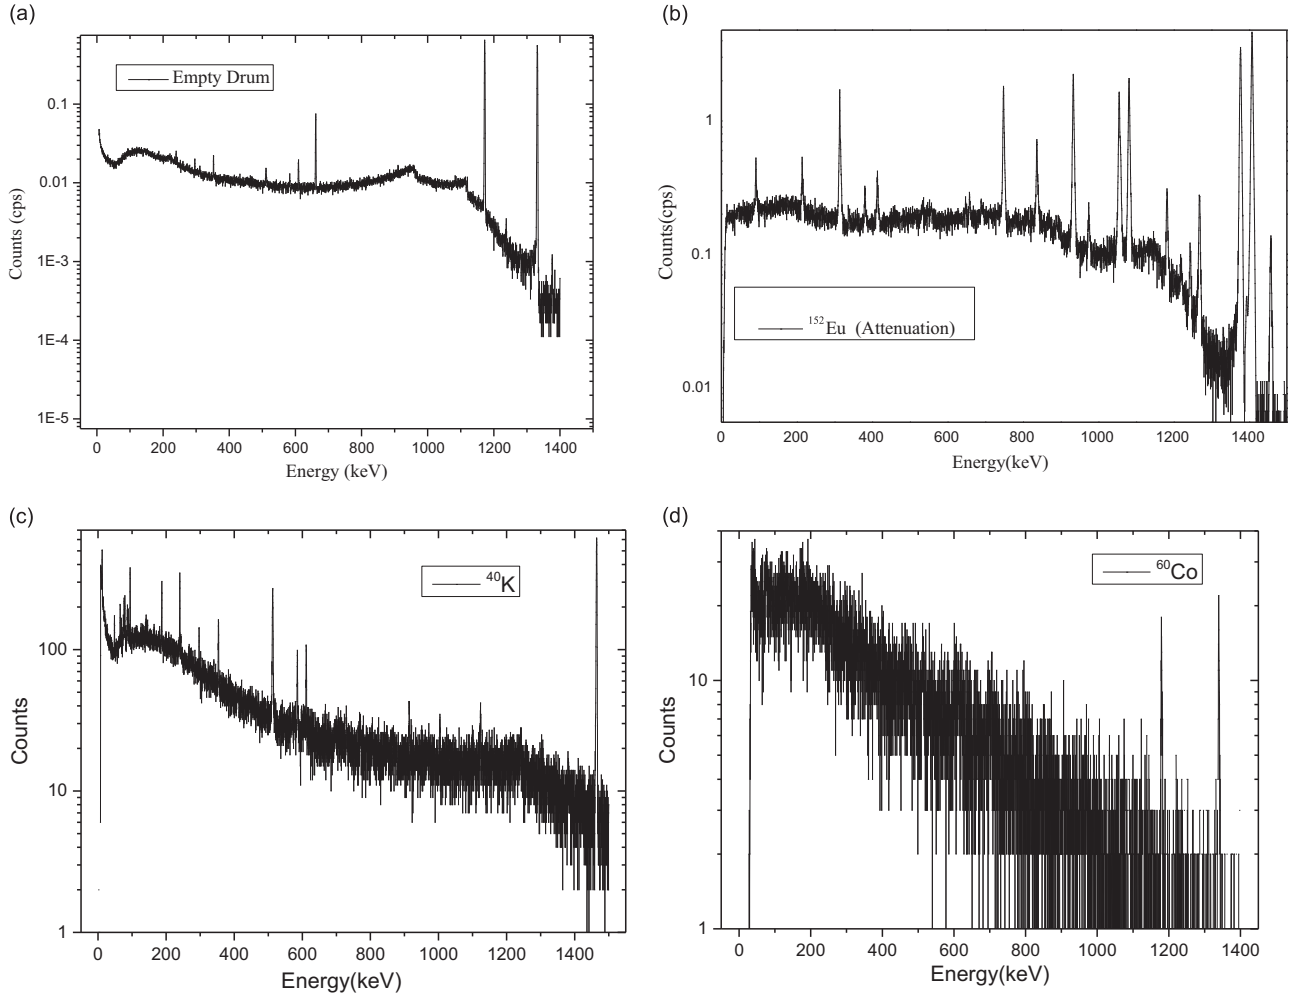 (a)
Empty Drum
0.1
0.01
1E-3
1E-4
1E-5
Counts (cps)
0 200 400 600 800 1000 1200 1400
Energy (keV)
(b)
1
0.1
0.01
Counts(cps)
152Eu (Attenuation)
0 200 400 600 800 1000 1200 1400
Energy(keV)
(c)
40K
100
10
1
Counts
0 200 400 600 800 1000 1200 1400
Energy(keV)
(d)
60Co
10
1
Counts
0 200 400 600 800 1000 1200 1400
Energy(keV)